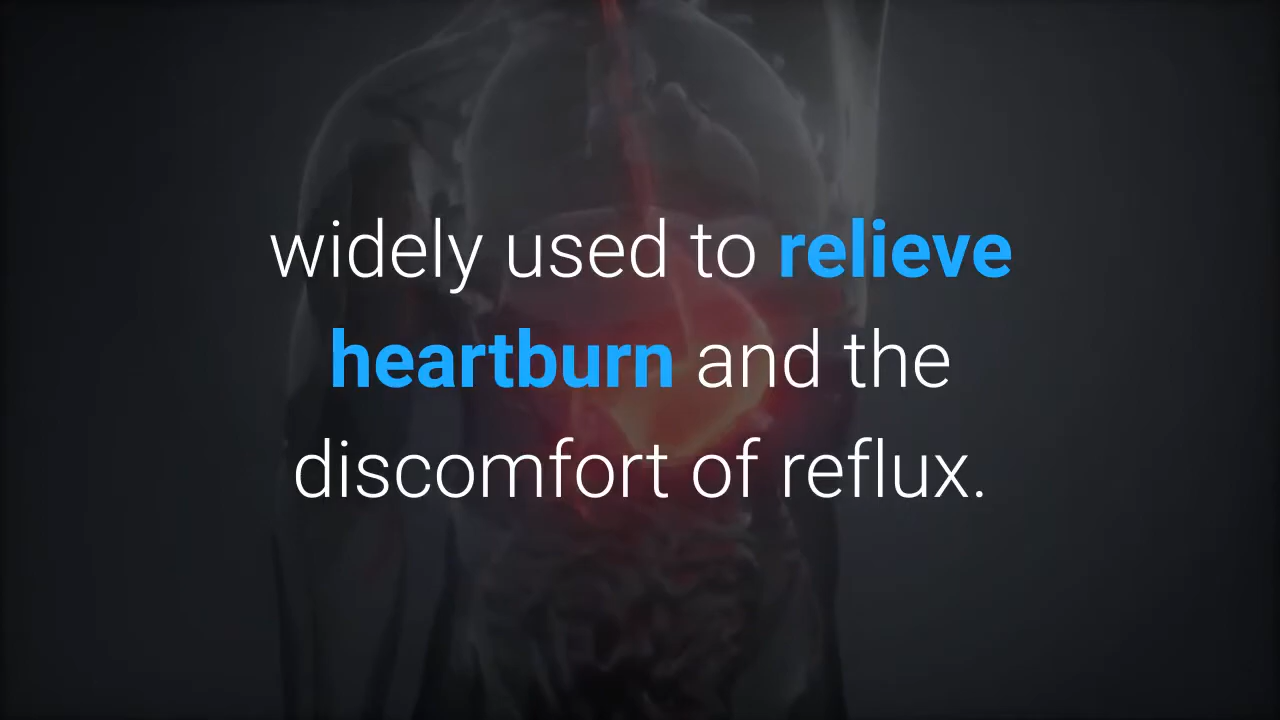 widely used to relieve
heartburn and the
discomfort of reflux.